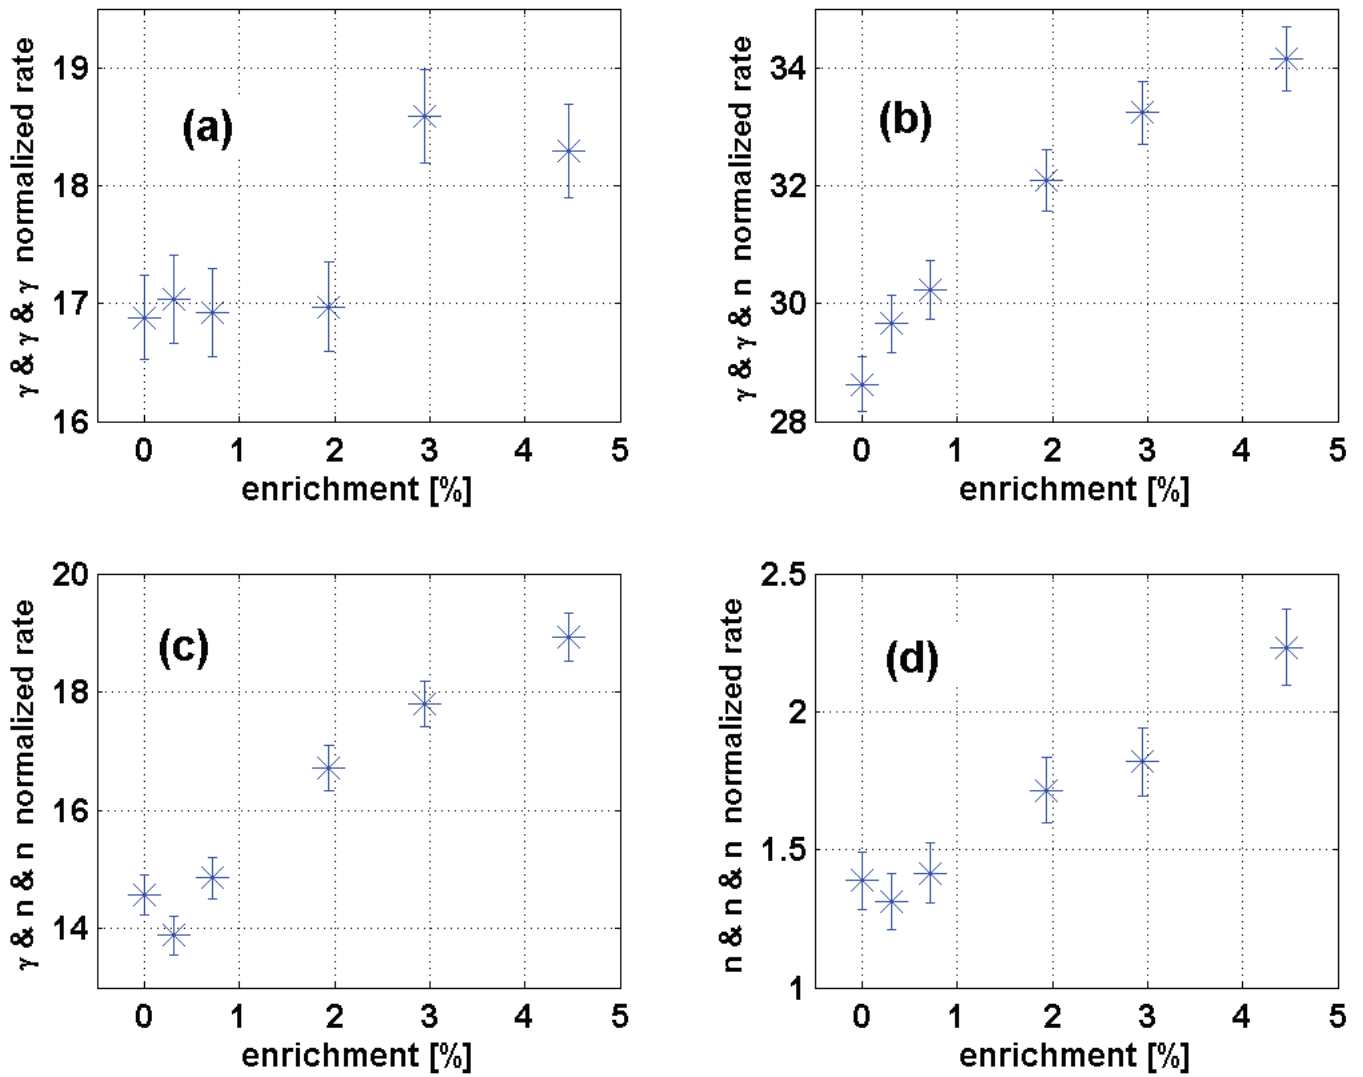 γ & γ & γ normalized rate
19
18
17
16
(a)
0 1 2 3 4 5
enrichment [%]
γ & γ & n normalized rate
34
32
30
28
(b)
0 1 2 3 4 5
enrichment [%]
γ & n & n normalized rate
20
18
16
14
(c)
0 1 2 3 4 5
enrichment [%]
n & n & n normalized rate
2.5
2
1.5
1
(d)
0 1 2 3 4 5
enrichment [%]